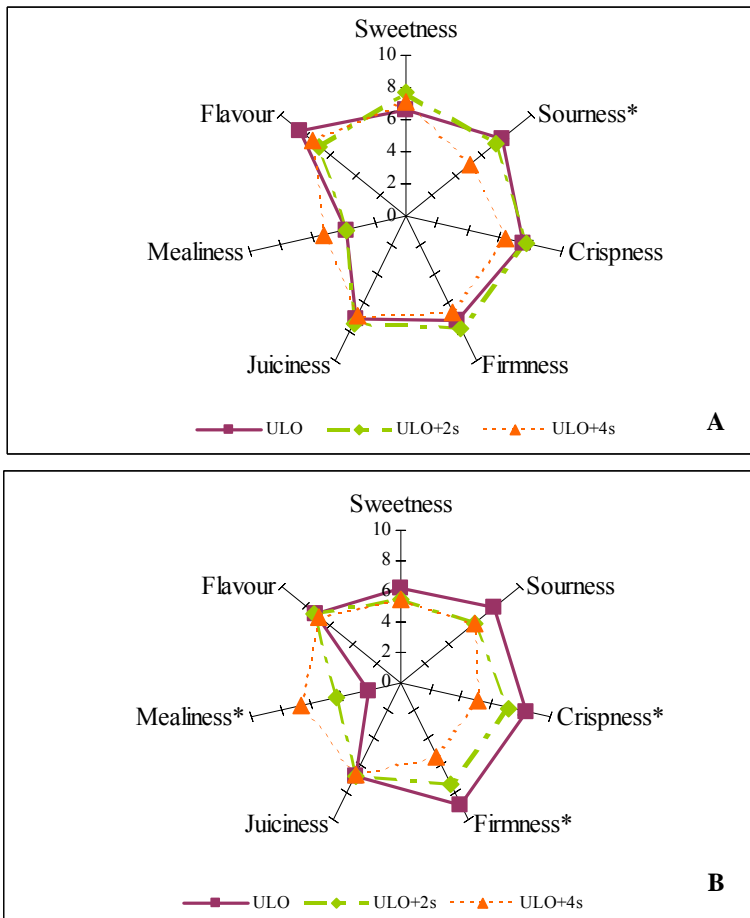 Sweetness
10
8
6
4
2
0
Flavour
Sourness*
Mealiness
Crispness
Juiciness
Firmness
ULO ULO+2s ULO+4s
A
Sweetness
10
8
6
4
2
0
Flavour
Sourness
Mealiness*
Crispness*
Juiciness
Firmness*
ULO ULO+2s ULO+4s
B